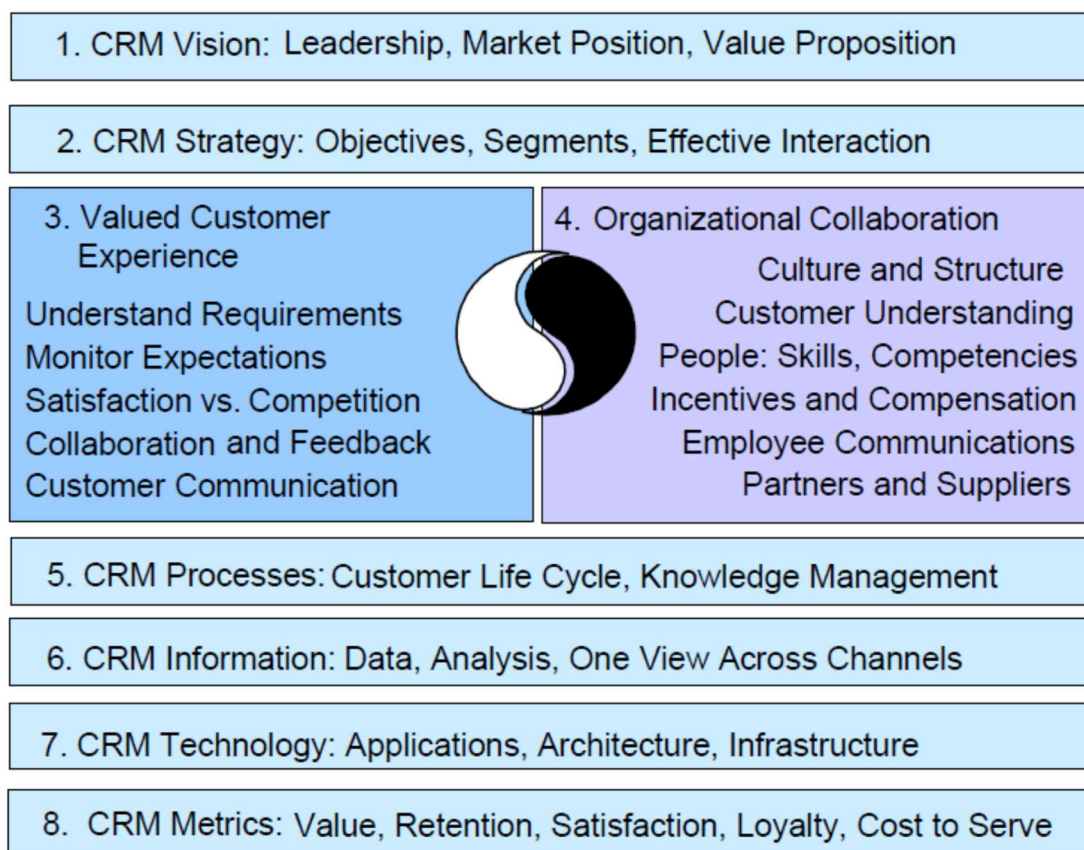 1. CRM Vision: Leadership, Market Position, Value Proposition
2. CRM Strategy: Objectives, Segments, Effective Interaction
3. Valued Customer
Experience
Understand Requirements
Monitor Expectations
Satisfaction vs. Competition
Collaboration and Feedback
Customer Communication
4. Organizational Collaboration
Culture and Structure
Customer Understanding
People: Skills, Competencies
Incentives and Compensation
Employee Communications
Partners and Suppliers
5. CRM Processes: Customer Life Cycle, Knowledge Management
6. CRM Information: Data, Analysis, One View Across Channels
7. CRM Technology: Applications, Architecture, Infrastructure
8. CRM Metrics: Value, Retention, Satisfaction, Loyalty, Cost to Serve